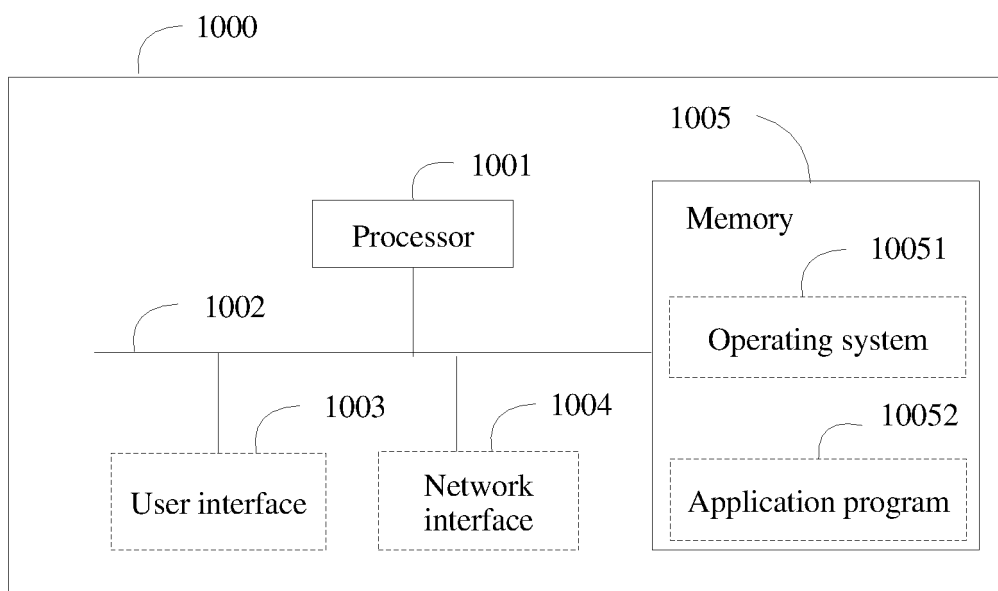 1000
1005
1001
Processor
Memory
10051
1002
Operating system
1003
1004
10052
User interface
Network
interface
Application program